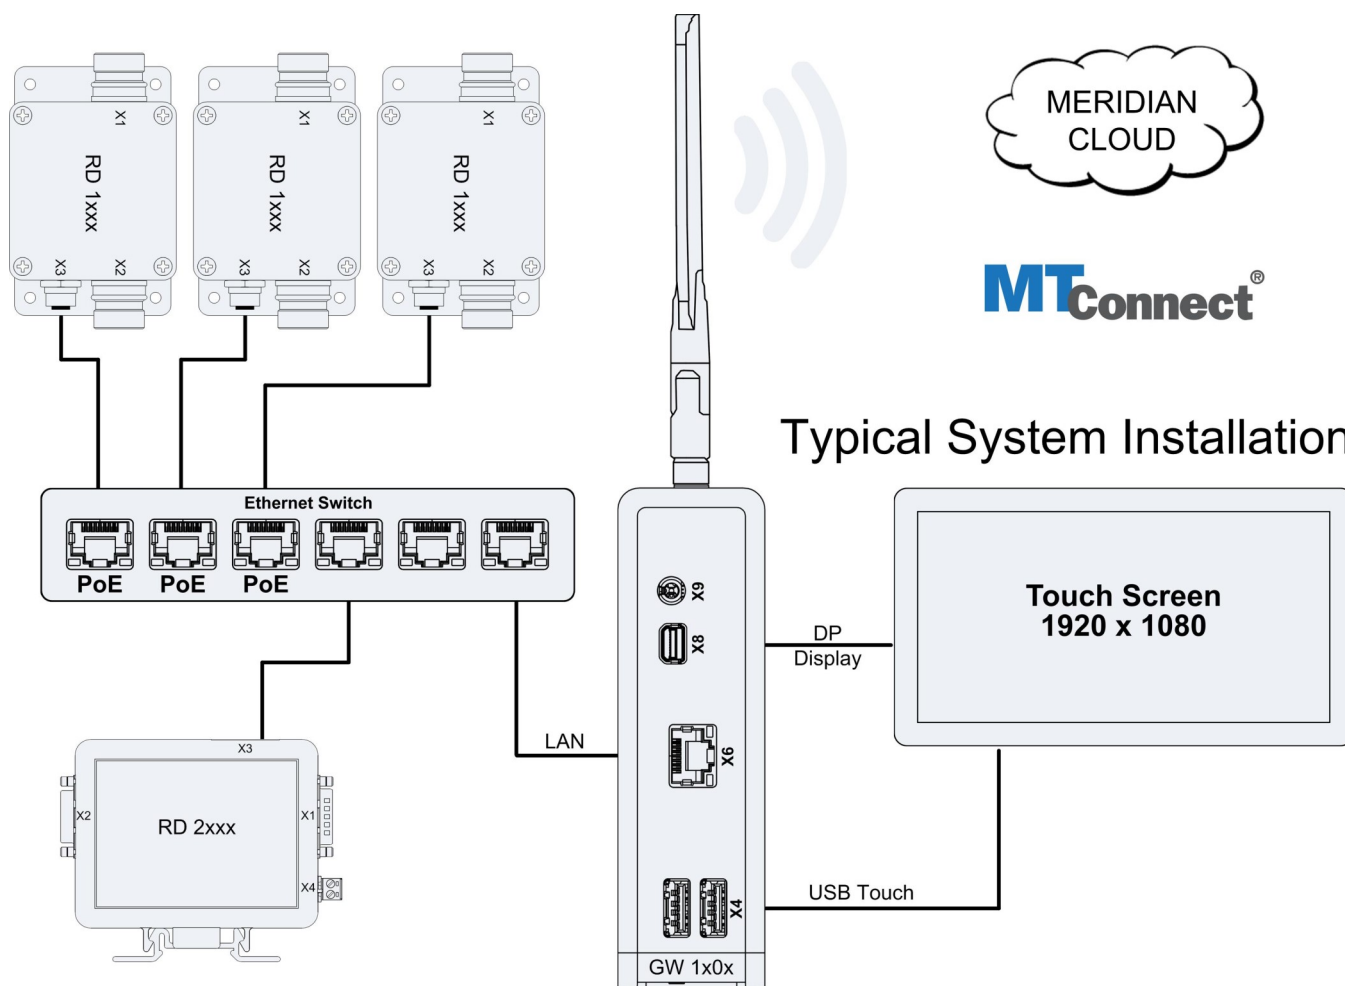 X1
RD 1xxx
X3
X2
X1
RD 1xxx
X3
X2
X1
RD 1xxx
X3
X2
MERIDIAN
CLOUD
MTConnect®
Typical System Installation
Ethernet Switch
PoE
PoE
PoE
X9
X8
X6
X4
GW 1x0x
DP
Display
Touch Screen
1920 x 1080
LAN
USB Touch
X3
X2
RD 2xxx
X1
X4